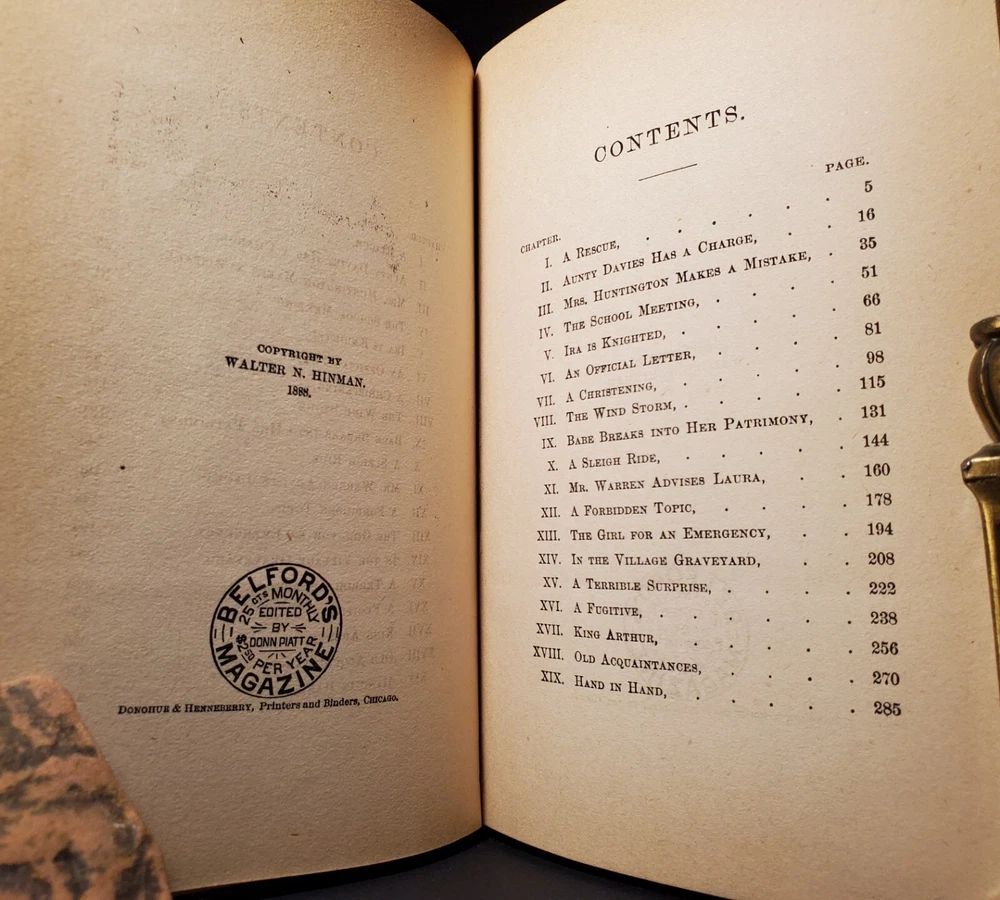 COPYRIGHT BY
WALTER N. HINMAN.
1888.
BELFORD'S
MAGAZINE
25 CTS MONTHLY
EDITED
BY
DONN PIATT
$2.50 PER YEAR
DONOHUE & HENNEBERRY, Printers and Binders, CHICAGO.
CONTENTS.
CHAPTER. PAGE.
I. A RESCUE, . . . . . 5
II. AUNTY DAVIES HAS A CHARGE, . . 16
III. MRS. HUNTINGTON MAKES A MISTAKE, . 35
IV. THE SCHOOL MEETING, . . . . 51
V. IRA IS KNIGHTED, . . . . 66
VI. AN OFFICIAL LETTER, . . . . 81
VII. A CHRISTENING, . . . . . 98
VIII. THE WIND STORM, . . . . . 115
IX. BABE BREAKS INTO HER PATRIMONY, . 131
X. A SLEIGH RIDE, . . . . . 144
XI. MR. WARREN ADVISES LAURA, . . 160
XII. A FORBIDDEN TOPIC, . . . . 178
XIII. THE GIRL FOR AN EMERGENCY, . . 194
XIV. IN THE VILLAGE GRAVEYARD, . . 208
XV. A TERRIBLE SURPRISE, . . . . 222
XVI. A FUGITIVE, . . . . . 238
XVII. KING ARTHUR, . . . . . 256
XVIII. OLD ACQUAINTANCES, . . . . 270
XIX. HAND IN HAND, . . . . . 285